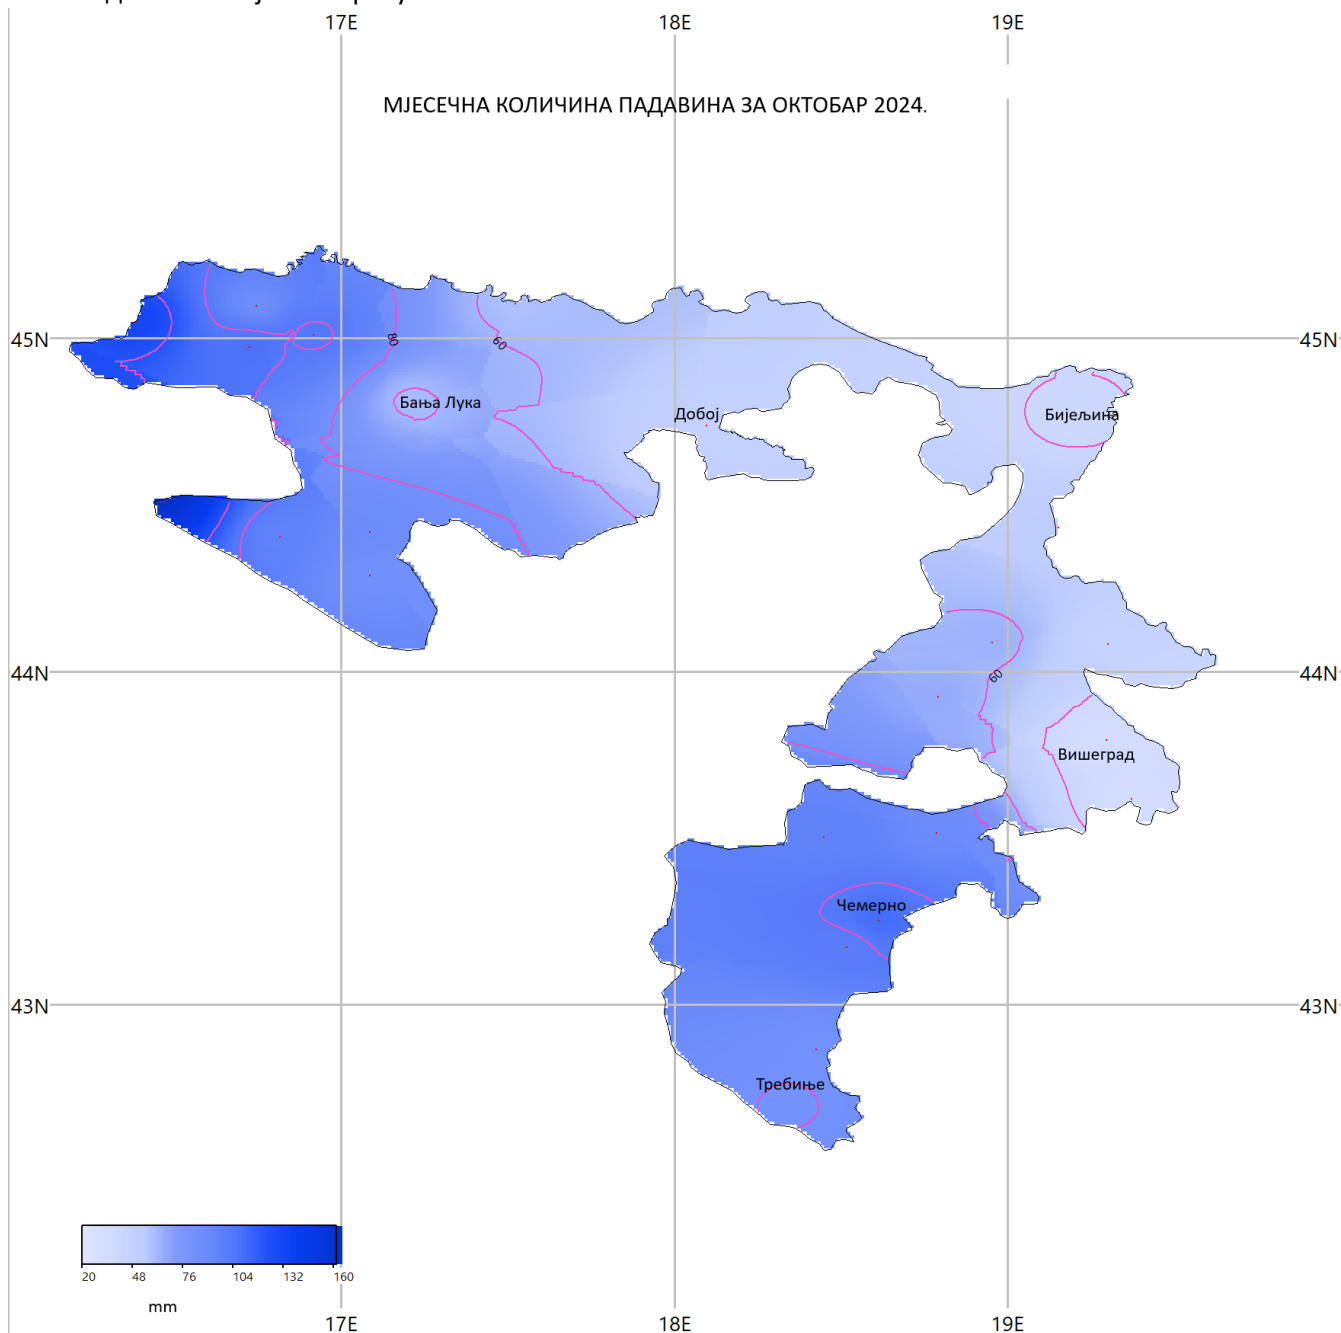 17E 18E 19E
МЈЕСЕЧНА КОЛИЧИНА ПАДАВИНА ЗА ОКТОБАР 2024.
45N 80 60 45N
Бања Лука
Добој
Бијељина
44N 60 44N
Вишеград
Чемерно
43N 43N
Требиње
20 48 76 104 132 160
mm
17E 18E 19E